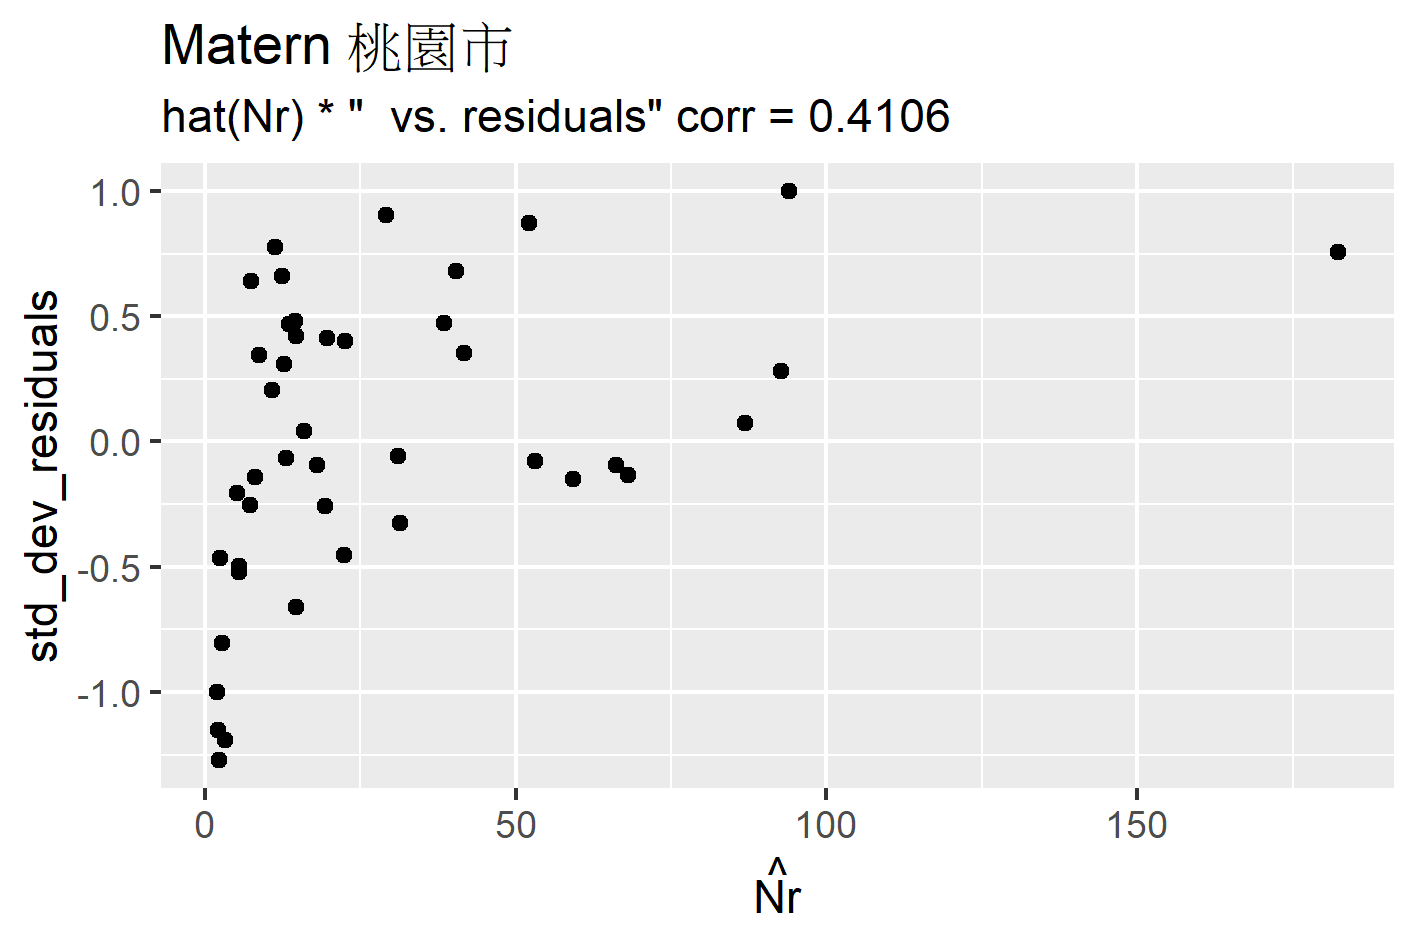 Matern 桃園市
hat(Nr) * "  vs. residuals" corr = 0.4106
std_dev_residuals
1.0
0.5
0.0
-0.5
-1.0
0 50 100 150
N̂r